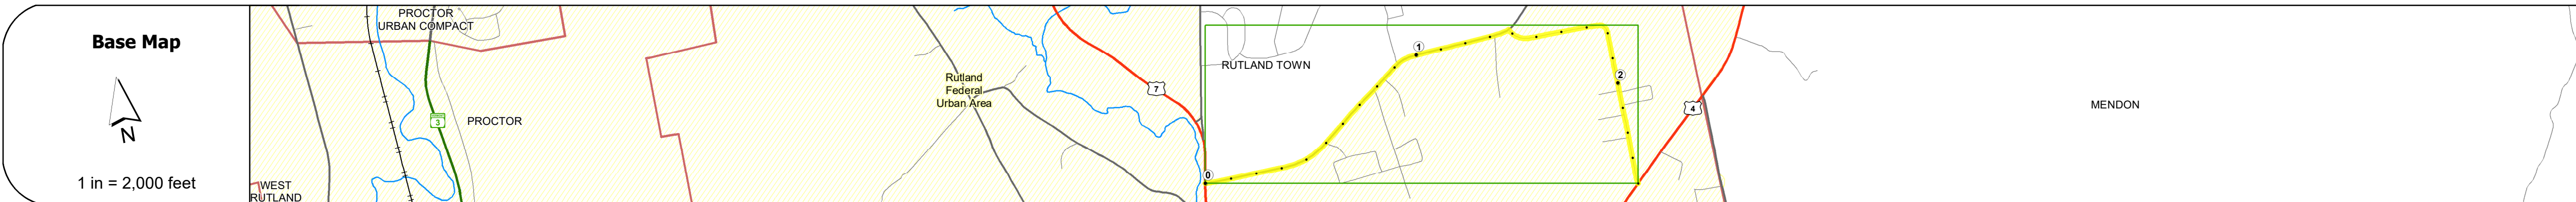 Base Map
N
1 in = 2,000 feet
PROCTOR
URBAN COMPACT
3
PROCTOR
WEST
RUTLAND
Rutland
Federal
Urban Area
7
RUTLAND TOWN
0
1
2
4
MENDON